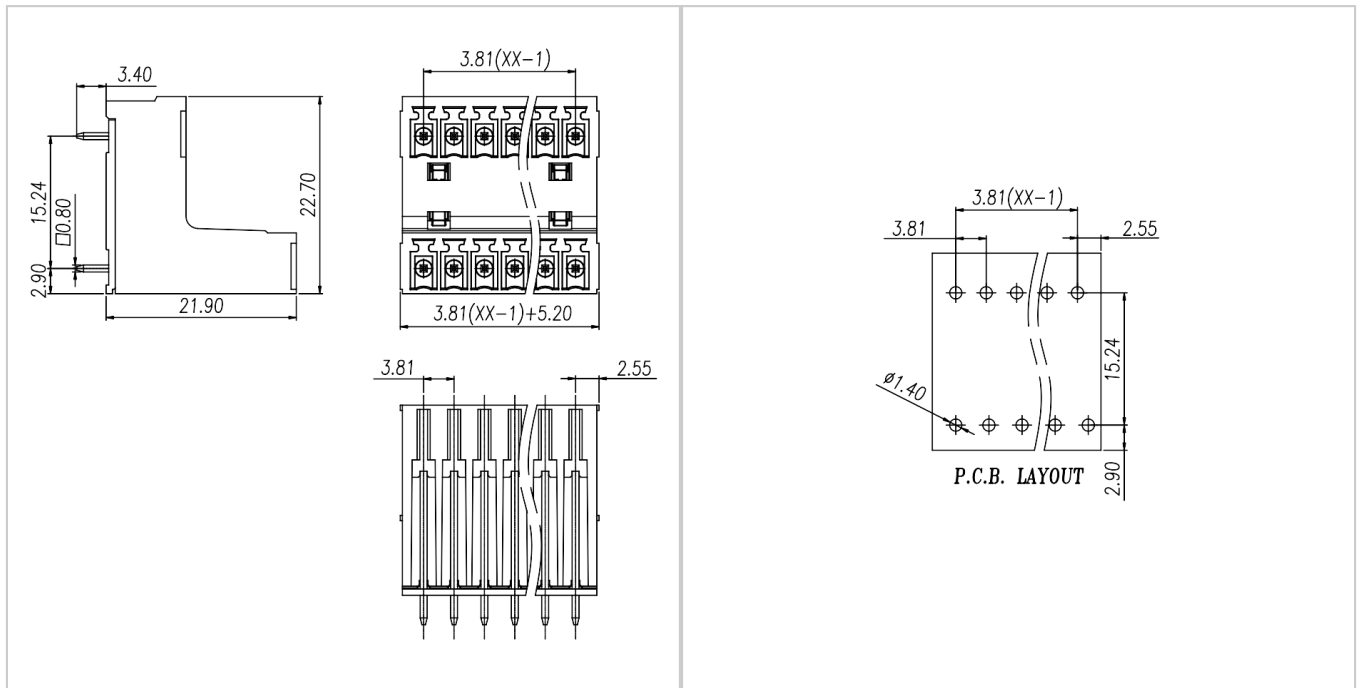 3.40
15.24
□0.80
2.90
22.70
21.90
3.81(XX-1)
3.81(XX-1)+5.20
3.81
2.55
3.81(XX-1)
3.81
2.55
ø1.40
15.24
2.90
P.C.B. LAYOUT